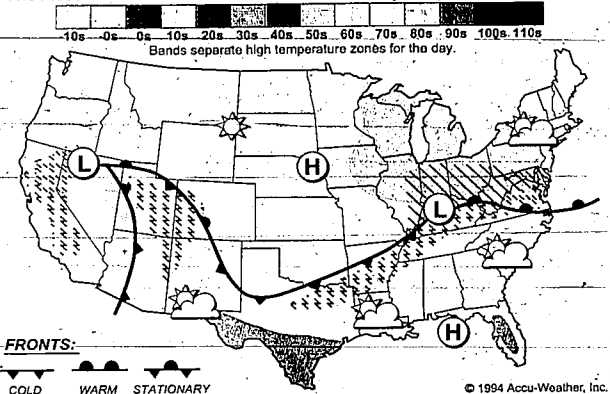 -10s -0s 0s 10s 20s 30s 40s 50s 60s 70s 80s 90s 100s 110s
Bands separate high temperature zones for the day.
L
H
L
H
FRONTS:
COLD WARM STATIONARY
© 1994 Accu-Weather, Inc.